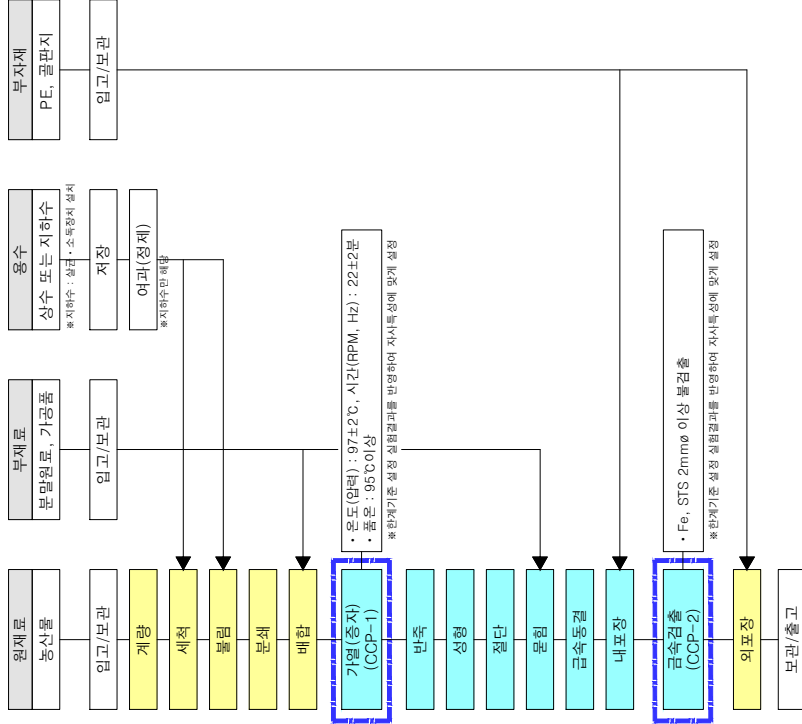 원재료
농산물
입고/보관
계량
세척
불림
분쇄
배합
가열(증자)
(CCP-1)
반죽
성형
절단
묻힘
급속동결
내포장
금속검출
(CCP-2)
외포장
보관/출고
부재료
분말원료, 가공품
입고/보관
용수
상수 또는 지하수
※지하수 : 살균·소독장치 설치
저장
여과(정제)
※지하수만 해당
부자재
PE, 골판지
입고/보관
• 온도(압력) : 97±2℃, 시간(RPM, Hz) : 22±2분
• 품온 : 95℃이상
※한계기준 설정 실험결과를 반영하여 자사특성에 맞게 설정
• Fe, STS 2mmø 이상 불검출
※한계기준 설정 실험결과를 반영하여 자사특성에 맞게 설정